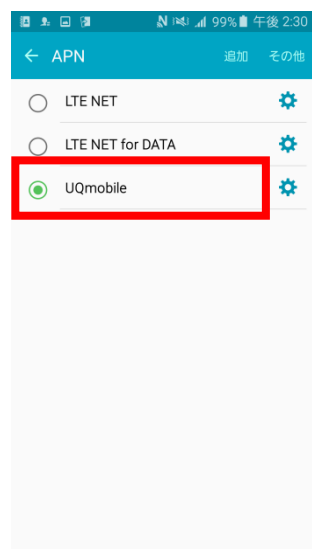 99% 午後 2:30
APN 追加 その他
LTE NET
LTE NET for DATA
UQmobile